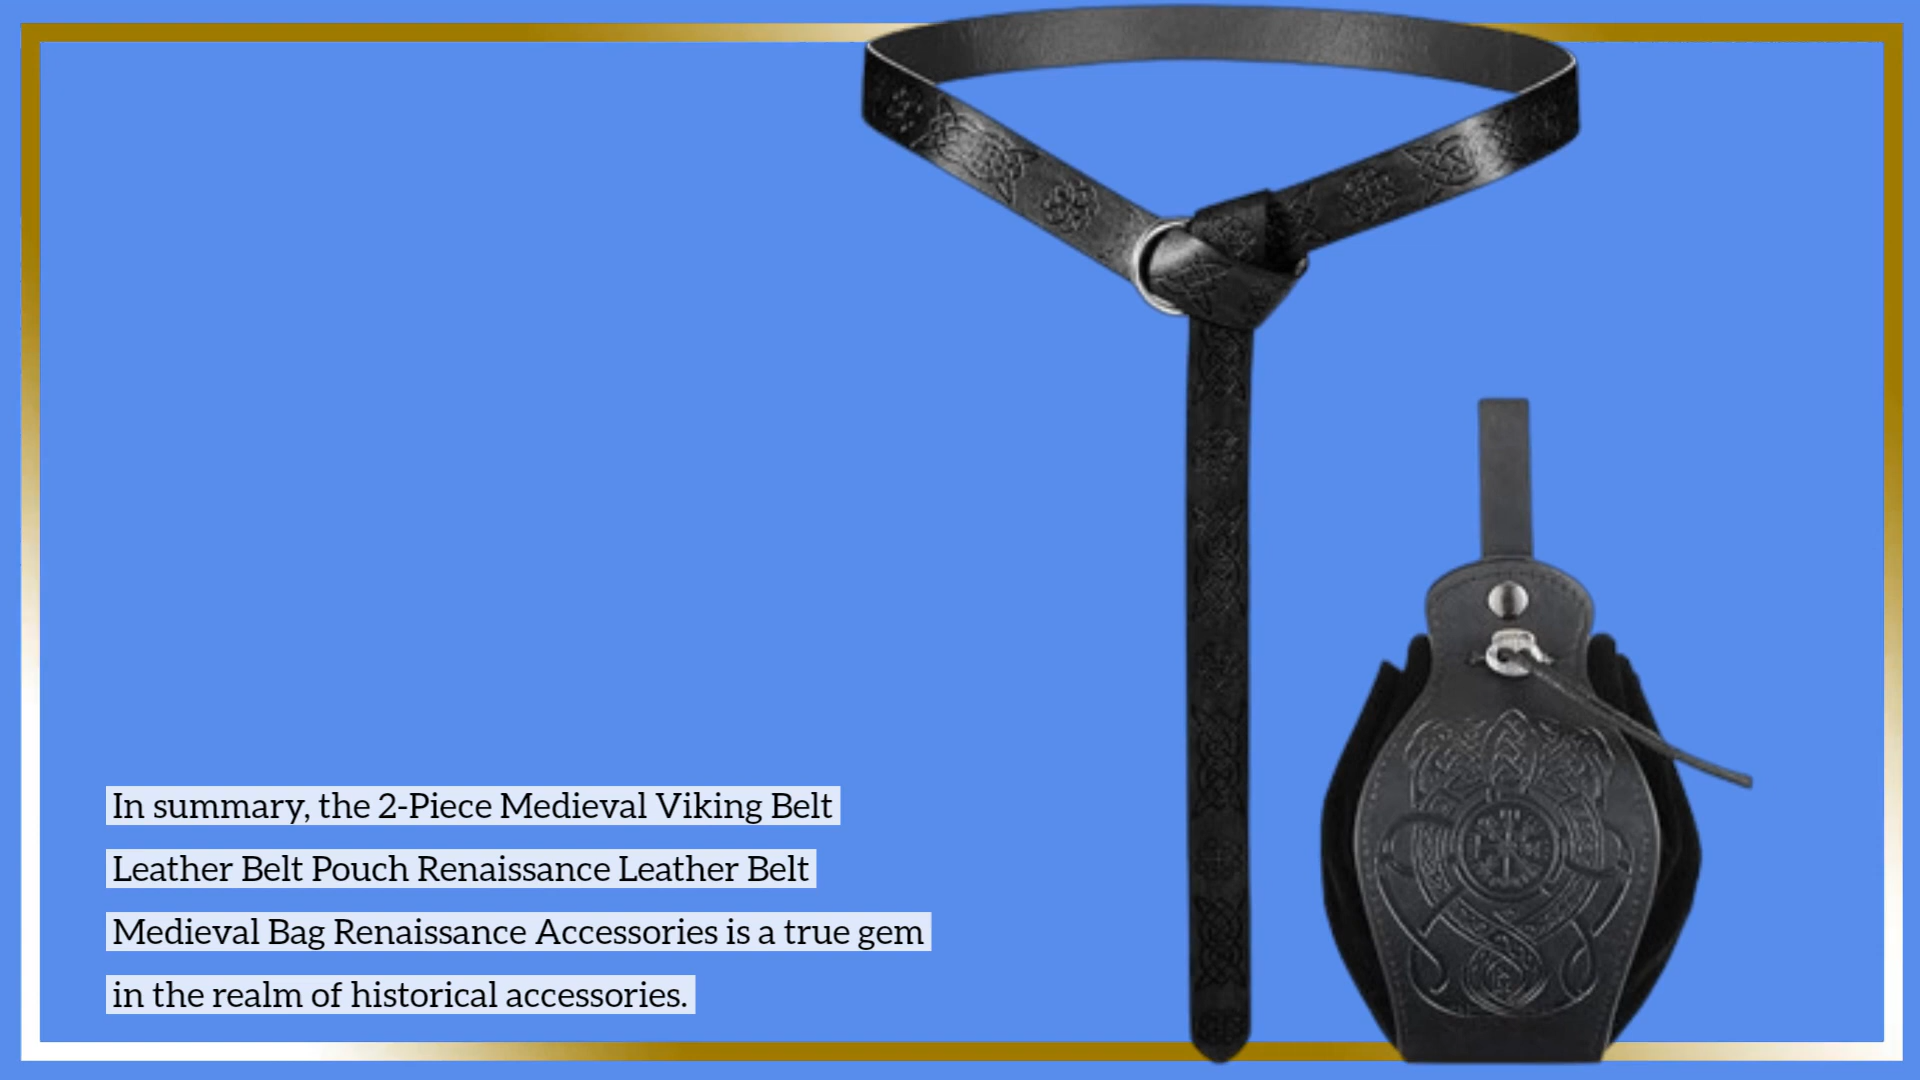 In summary, the 2-Piece Medieval Viking Belt
Leather Belt Pouch Renaissance Leather Belt
Medieval Bag Renaissance Accessories is a true gem
in the realm of historical accessories.